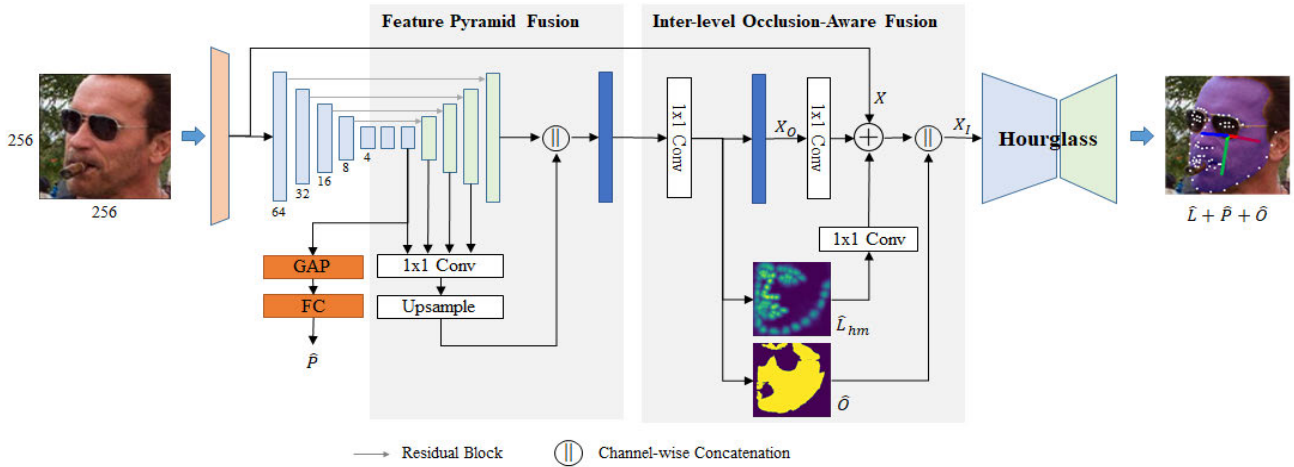 Feature Pyramid Fusion
Inter-level Occlusion-Aware Fusion
256
256
64
32
16
8
4
GAP
FC
P̂
1x1 Conv
Upsample
1x1 Conv
X_O
1x1 Conv
X
X_I
1x1 Conv
L̂_hm
Ô
Hourglass
L̂ + P̂ + Ô
Residual Block
Channel-wise Concatenation